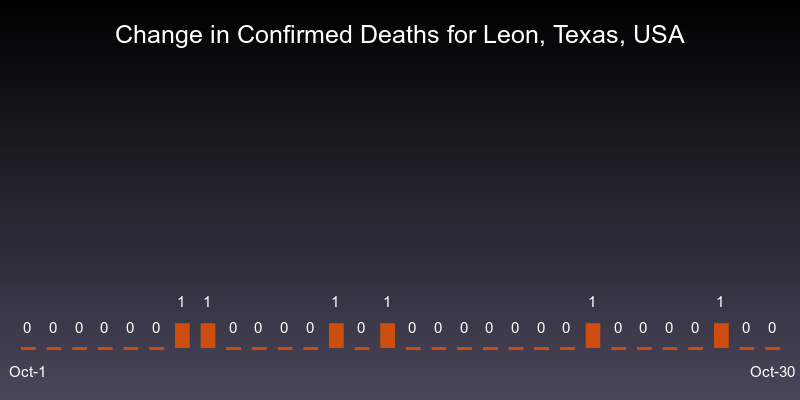 Change in Confirmed Deaths for Leon, Texas, USA
1 1 1 1 1 1
0 0 0 0 0 0 0 0 0 0 0 0 0 0 0 0 0 0 0 0 0 0 0 0
Oct-1 Oct-30